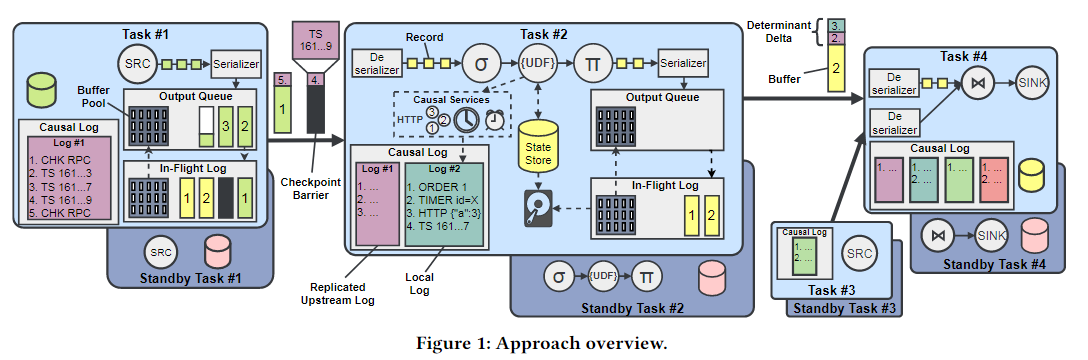 Task #1
SRC
Serializer
Buffer
Pool
Output Queue
3
2
Causal Log
Log #1
1. CHK RPC
2. TS 161...3
3. TS 161...7
4. TS 161...9
5. CHK RPC
In-Flight Log
1
2
1
SRC
Standby Task #1
5.
1
TS
161...9
4.
Checkpoint
Barrier
Task #2
De
serializer
Record
σ
{UDF}
π
Serializer
Causal Services
HTTP
3
2
1
Output Queue
State
Store
Causal Log
Log #1
1. ...
2. ...
3. ...
Log #2
1. ORDER 1
2. TIMER id=X
3. HTTP {"a":3}
4. TS 161...7
In-Flight Log
1
2
Replicated
Upstream Log
Local
Log
σ
{UDF}
π
Standby Task #2
Determinant
Delta
3.
2.
2
Buffer
Task #4
De
serializer
⋈
SINK
De
serializer
Causal Log
1. ...
2. ...
1. ...
2. ...
1. ...
2. ...
1. ...
2. ...
⋈
SINK
Standby Task #4
Causal Log
1. ...
2. ...
SRC
Task #3
Standby Task #3
Figure 1: Approach overview.